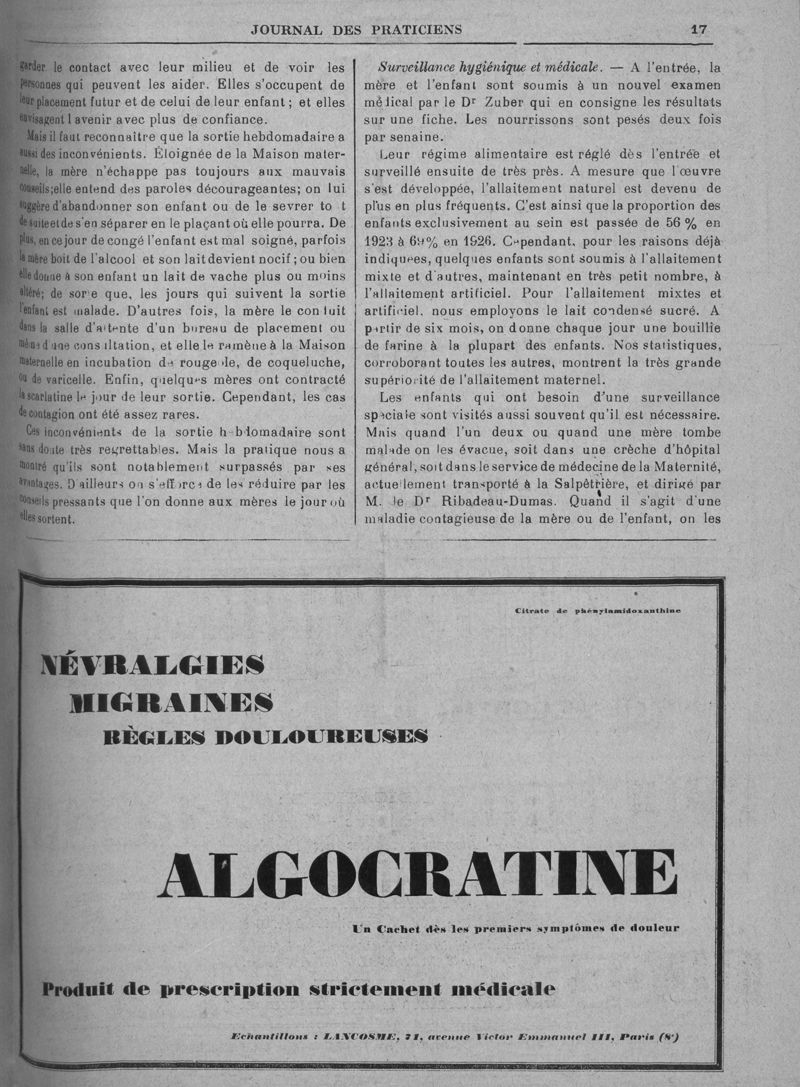 JOURNAL DES PRATICIENS 17
garder le contact avec leur milieu et de voir les
personnes qui peuvent les aider. Elles s'occupent de
leur placement futur et de celui de leur enfant ; et elles
envisagent l avenir avec plus de confiance.
Mais il faut reconnaitre que la sortie hebdomadaire a
aussi des inconvénients. Éloignée de la Maison mater-
nelle, la mère n'échappe pas toujours aux mauvais
conseils ; elle entend des paroles décourageantes ; on lui
suggère d'abandonner son enfant ou de le sevrer to t
de suite et de s'en séparer en le plaçant où elle pourra. De
plus, en ce jour de congé l'enfant est mal soigné, parfois
la mère boit de l'alcool et son lait devient nocif ; ou bien
elle donne à son enfant un lait de vache plus ou moins
altéré ; de sor e que, les jours qui suivent la sortie
l'enfant est malade. D'autres fois, la mère le con luit
dans la salle d'attente d'un bureau de placement ou
même d une cons ltation, et elle le ramène à la Maison
maternelle en incubation de rouge le, de coqueluche,
ou de varicelle. Enfin, quelques mères ont contracté
la scarlatine le jour de leur sortie. Cependant, les cas
de contagion ont été assez rares.
Ces inconvénients de la sortie h bdomadaire sont
sans doute très regrettables. Mais la pratique nous a
montré qu'ils sont notablement surpassés par ses
avantages. D ailleurs on s'efforce de les réduire par les
conseils pressants que l'on donne aux mères le jour où
elles sortent.
Surveillance hygiénique et médicale. — A l'entrée, la
mère et l'enfant sont soumis à un nouvel examen
médical par le Dr Zuber qui en consigne les résultats
sur une fiche. Les nourrissons sont pesés deux fois
par semaine.
Leur régime alimentaire est réglé dès l'entrée et
surveillé ensuite de très près. A mesure que l'œuvre
s'est développée, l'allaitement naturel est devenu de
plus en plus fréquents. C'est ainsi que la proportion des
enfants exclusivement au sein est passée de 56 % en
1923 à 69 % en 1926. Cependant, pour les raisons déjà
indiquées, quelques enfants sont soumis à l'allaitement
mixte et d'autres, maintenant en très petit nombre, à
l'allaitement artificiel. Pour l'allaitement mixtes et
artificiel, nous employons le lait condensé sucré. A
partir de six mois, on donne chaque jour une bouillie
de farine à la plupart des enfants. Nos statistiques,
corroborant toutes les autres, montrent la très grande
supériorité de l'allaitement maternel.
Les enfants qui ont besoin d'une surveillance
spéciale sont visités aussi souvent qu'il est nécessaire.
Mais quand l'un deux ou quand une mère tombe
malade on les évacue, soit dans une crèche d'hôpital
général, soit dans le service de médecine de la Maternité,
actuellement transporté à la Salpêtrière, et dirigé par
M. le Dr Ribadeau-Dumas. Quand il s'agit d'une
maladie contagieuse de la mère ou de l'enfant, on les
Citrate de phénylamidoxanthine
NÉVRALGIES
MIGRAINES
RÈGLES DOULOUREUSES
ALGOCRATINE
Un Cachet dès les premiers symptômes de douleur
Produit de prescription strictement médicale
Echantillons : LANCOSME, 71, avenue Victor Emmanuel III, Paris (8e)